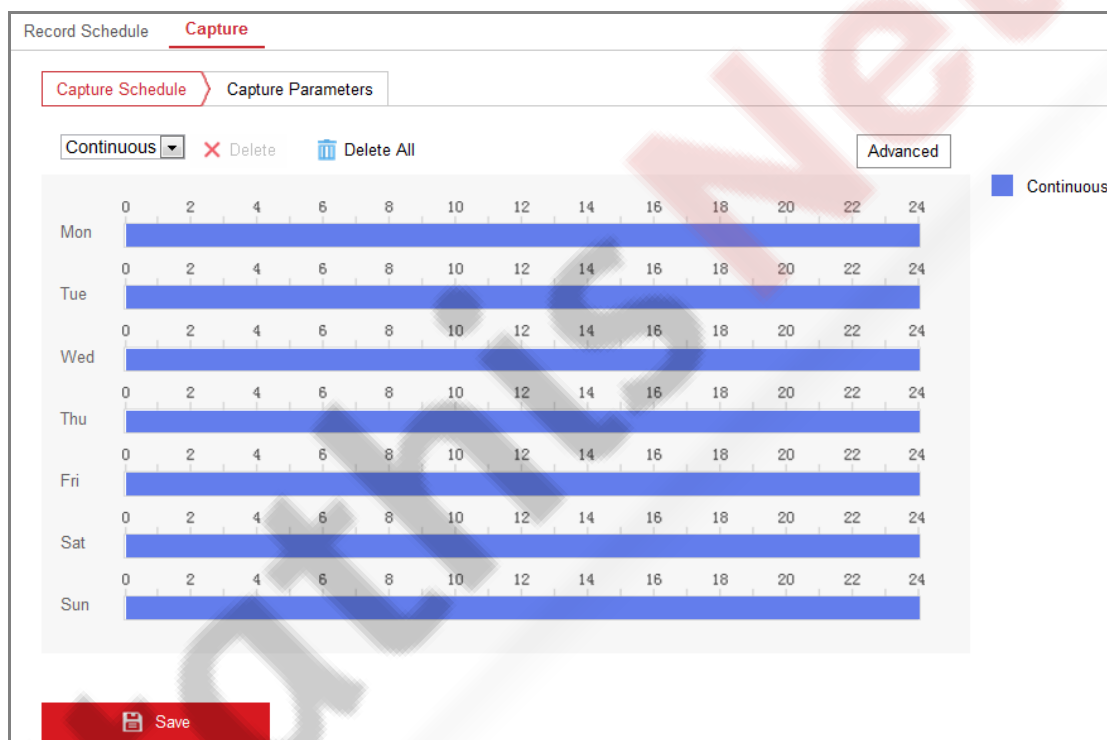 Record Schedule Capture
Capture Schedule Capture Parameters
Continuous Delete Delete All Advanced
Continuous
0 2 4 6 8 10 12 14 16 18 20 22 24
Mon
0 2 4 6 8 10 12 14 16 18 20 22 24
Tue
0 2 4 6 8 10 12 14 16 18 20 22 24
Wed
0 2 4 6 8 10 12 14 16 18 20 22 24
Thu
0 2 4 6 8 10 12 14 16 18 20 22 24
Fri
0 2 4 6 8 10 12 14 16 18 20 22 24
Sat
0 2 4 6 8 10 12 14 16 18 20 22 24
Sun
Save